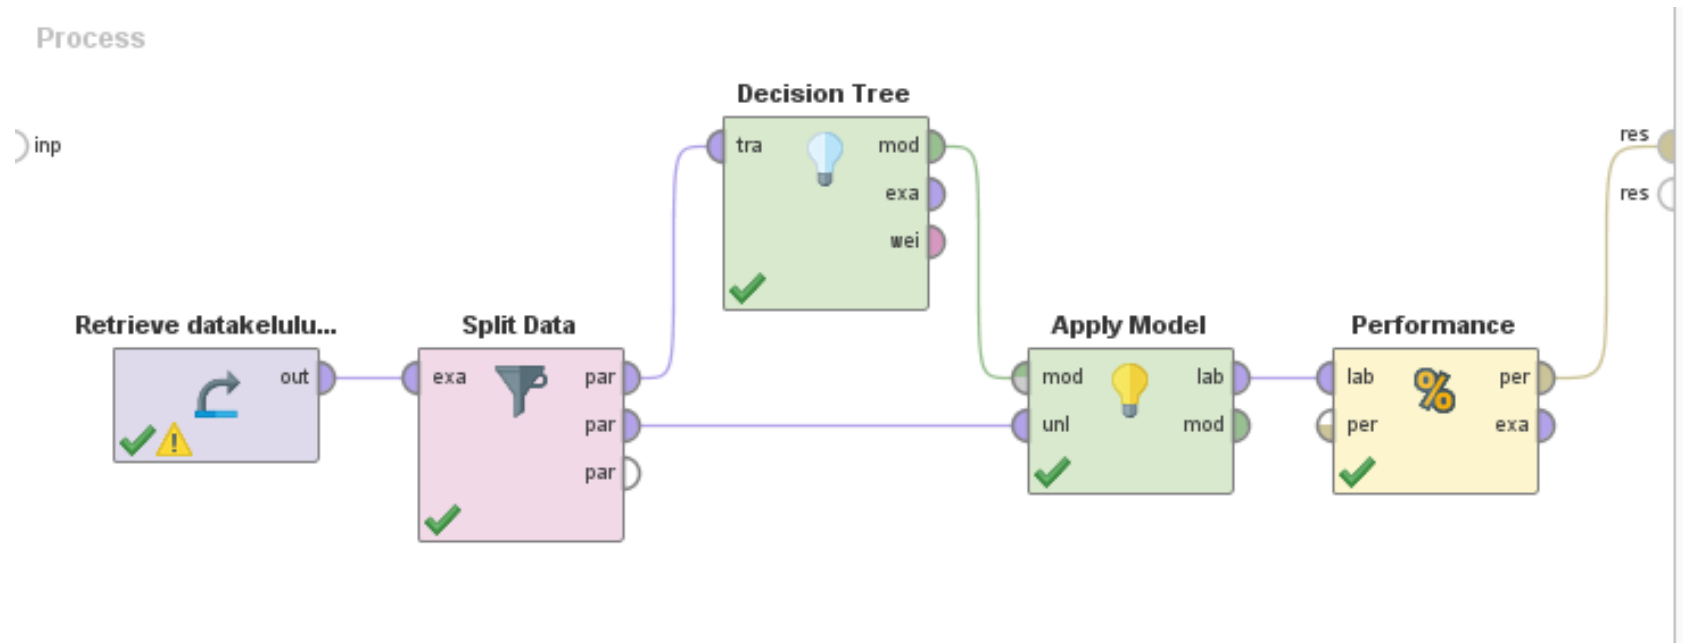 Process
inp
Decision Tree
tra
mod
exa
wei
res
res
Retrieve datakelulu...
out
Split Data
exa
par
par
par
Apply Model
mod
lab
unl
mod
Performance
lab
per
per
exa
%